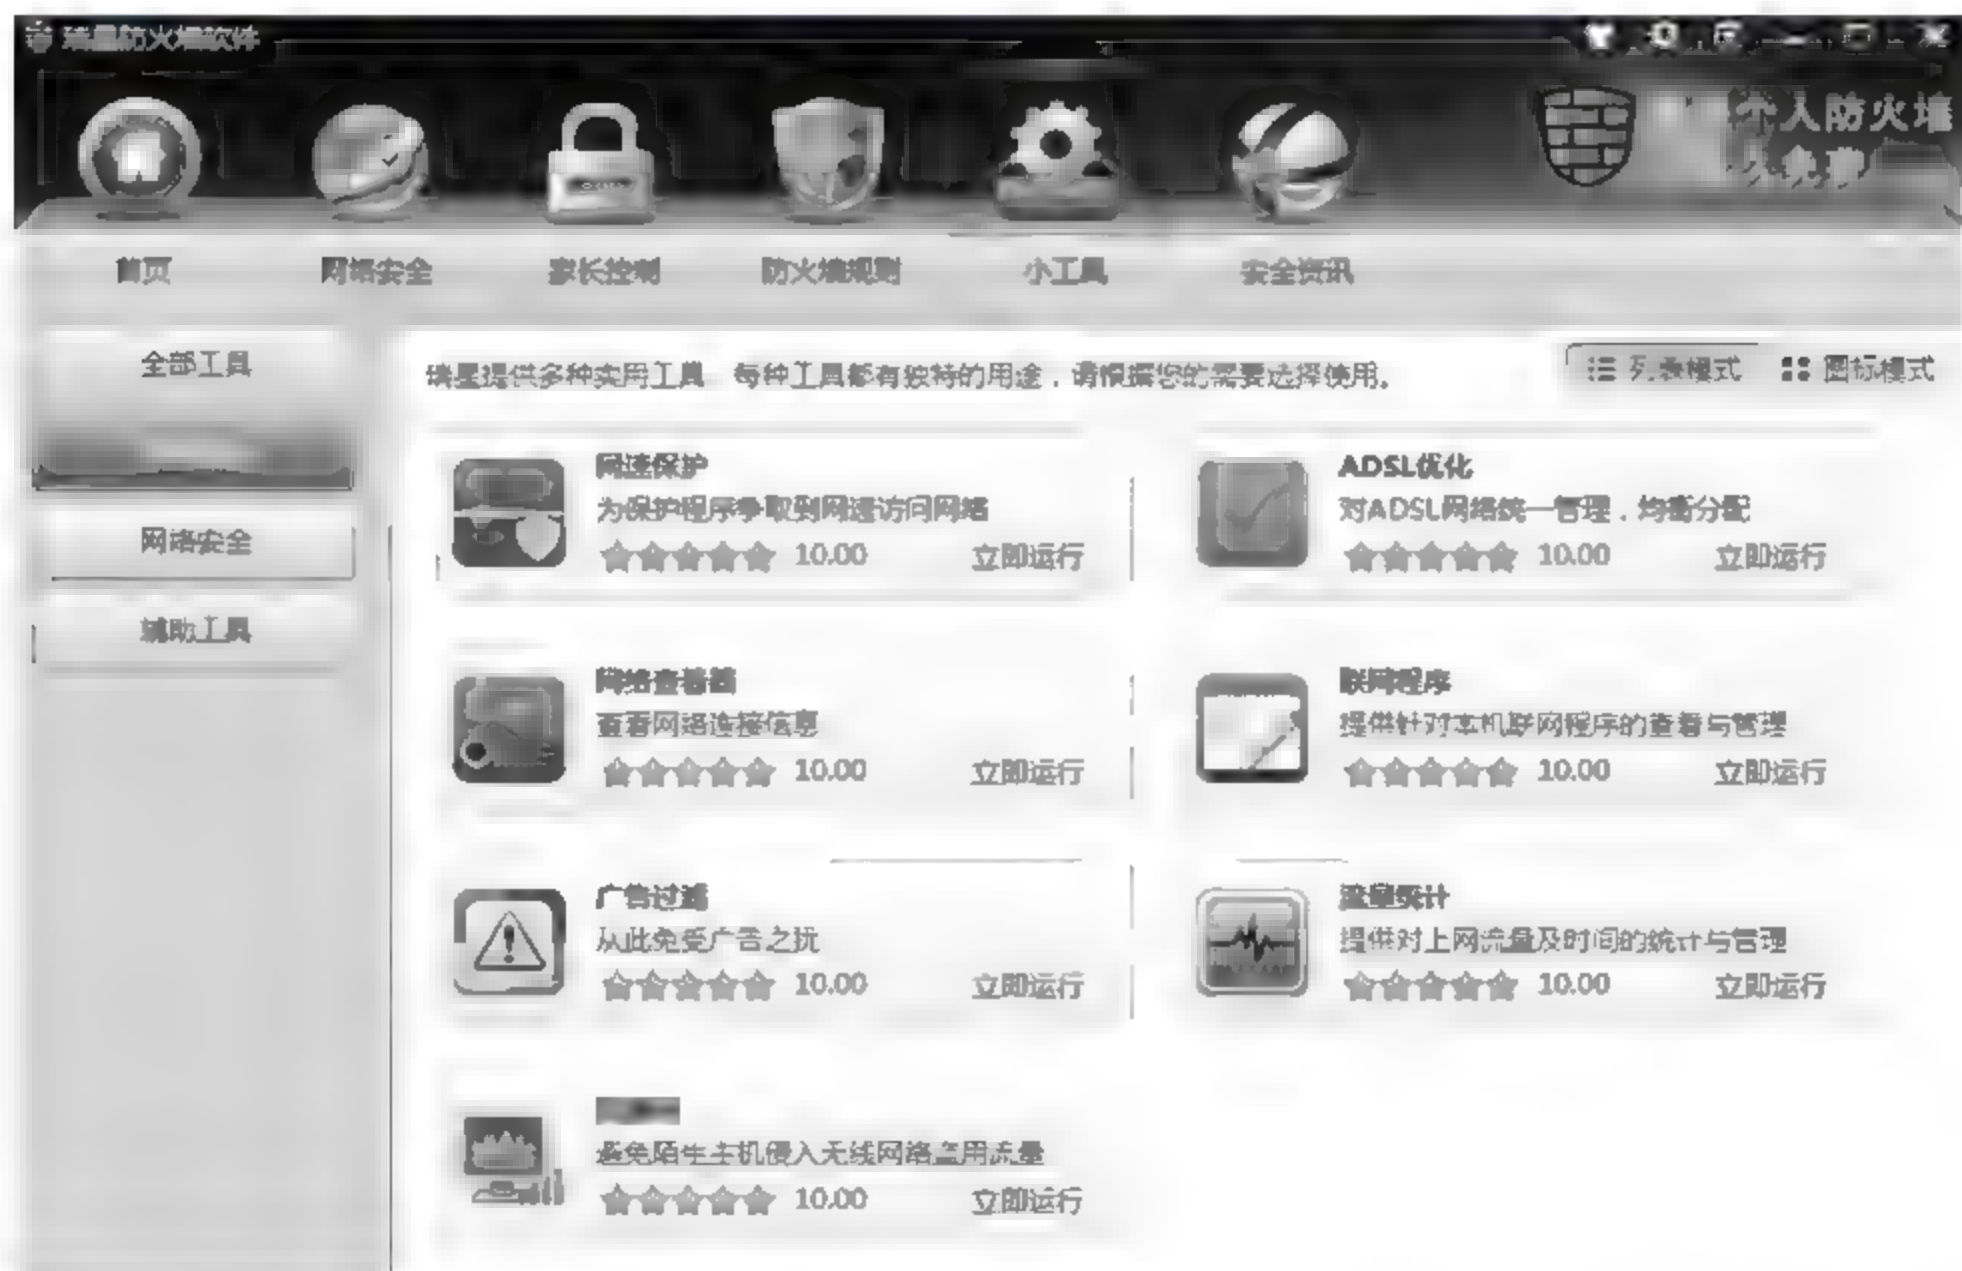 瑞星防火墙软件
个人防火墙
久免费
首页 网络安全 家长控制 防火墙规则 小工具 安全资讯
全部工具
网络安全
辅助工具
瑞星提供多种实用工具 每种工具都有独特的用途，请根据您的需要选择使用。
列表模式 图标模式
网速保护
为保护程序争取到网速访问网络
10.00 立即运行
ADSL优化
对ADSL网络统一管理，均衡分配
10.00 立即运行
网络查看器
查看网络连接信息
10.00 立即运行
联网程序
提供针对本机联网程序的查看与管理
10.00 立即运行
广告过滤
从此免受广告之扰
10.00 立即运行
流量统计
提供对上网流量及时间的统计与管理
10.00 立即运行
避免陌生主机侵入无线网络盗用流量
10.00 立即运行